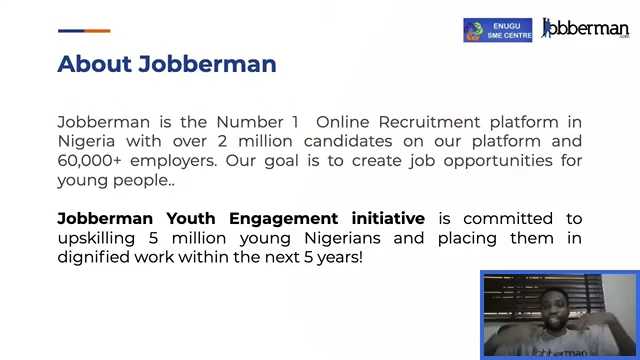 ENUGU
SME CENTRE
Jobberman
.com
About Jobberman
Jobberman is the Number 1 Online Recruitment platform in
Nigeria with over 2 million candidates on our platform and
60,000+ employers. Our goal is to create job opportunities for
young people..
Jobberman Youth Engagement initiative is committed to
upskilling 5 million young Nigerians and placing them in
dignified work within the next 5 years!
Jobberman